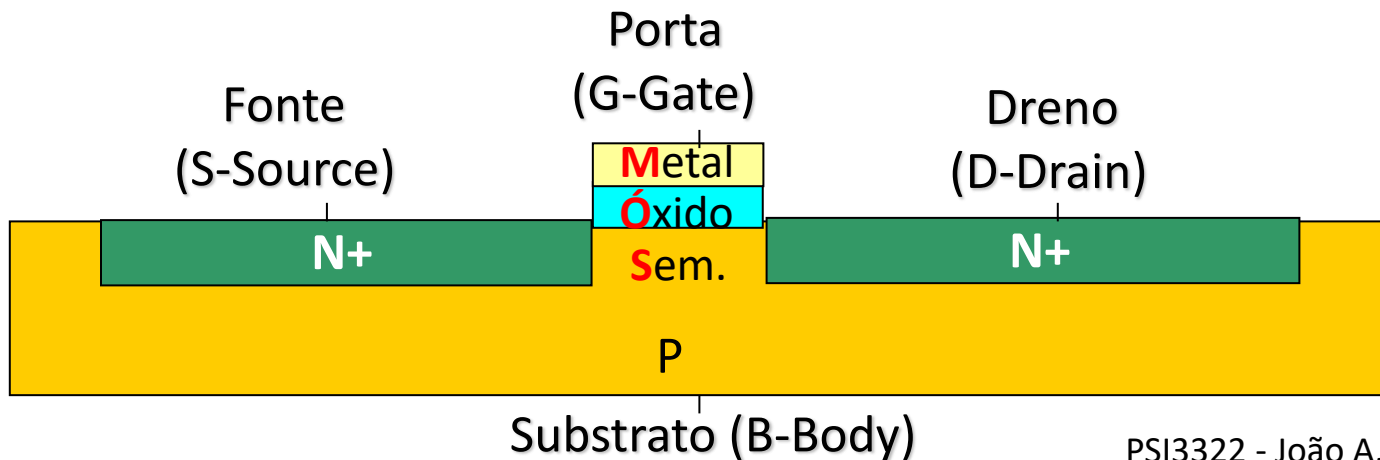 Porta
(G-Gate)
Fonte
(S-Source)
Dreno
(D-Drain)
Metal
Óxido
Sem.
N+
N+
P
Substrato (B-Body)
PSI3322 - João A.